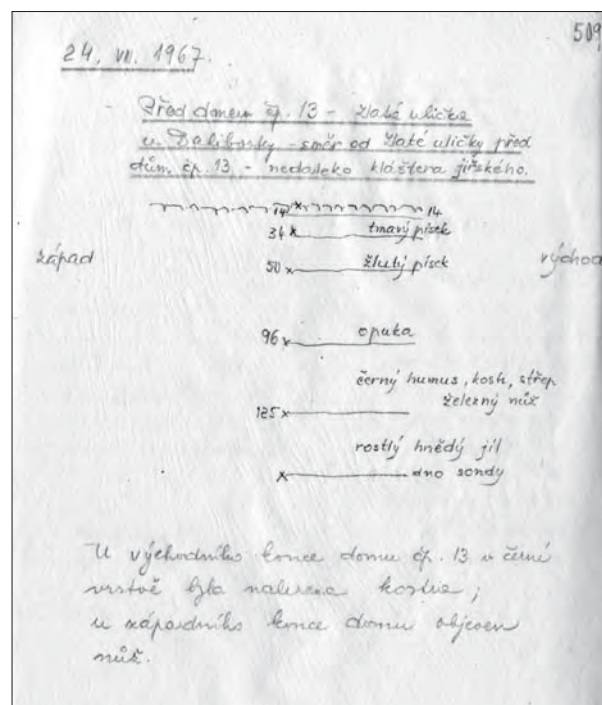 509
24. VII. 1967.
Před domem čp. 13 - Zlatá ulička
u Daliborky - směr od Zlaté uličky před
dům čp. 13 - nedaleko kláštera jiřského.
14 14
34 x tmavý písek
západ východ
50 x žlutý písek
96 x opuka
černý humus, kosti, střep
železný nůž
125 x
rostlý hnědý jíl
x dno sondy
U východního konce domu čp. 13 v černé
vrstvě byla nalezena kostra;
u západního konce domu objeven
nůž.